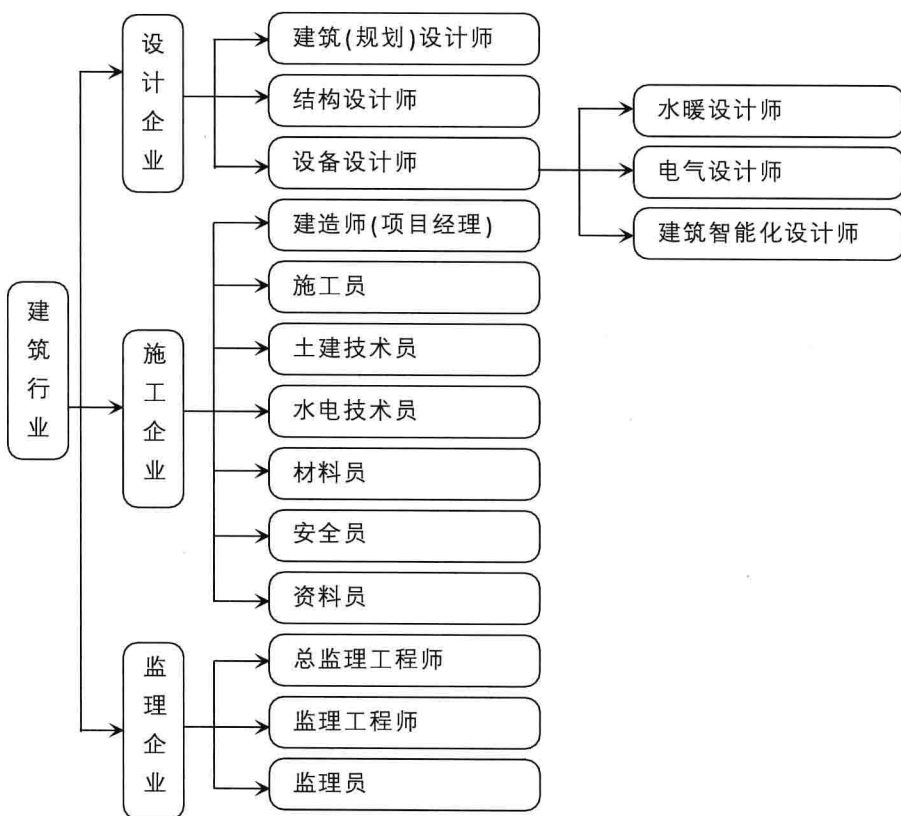 建筑行业
设计企业
建筑(规划)设计师
结构设计师
设备设计师
水暖设计师
电气设计师
建筑智能化设计师
施工企业
建造师(项目经理)
施工员
土建技术员
水电技术员
材料员
安全员
资料员
监理企业
总监理工程师
监理工程师
监理员